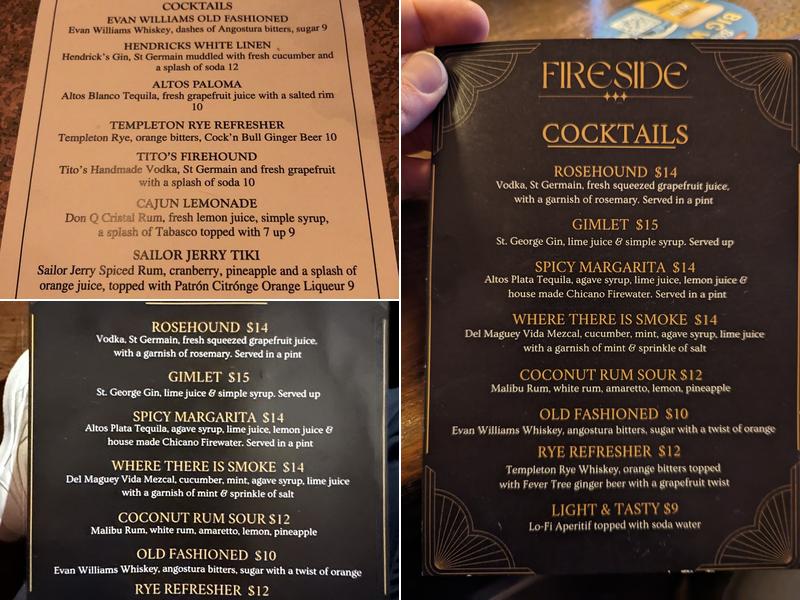 COCKTAILS
EVAN WILLIAMS OLD FASHIONED
Evan Williams Whiskey, dashes of Angostura bitters, sugar 9
HENDRICKS WHITE LINEN
Hendrick's Gin, St Germain muddled with fresh cucumber and
a splash of soda 12
ALTOS PALOMA
Altos Blanco Tequila, fresh grapefruit juice with a salted rim
10
TEMPLETON RYE REFRESHER
Templeton Rye, orange bitters, Cock'n Bull Ginger Beer 10
TITO'S FIREHOUND
Tito's Handmade Vodka, St Germain and fresh grapefruit
with a splash of soda 10
CAJUN LEMONADE
Don Q Cristal Rum, fresh lemon juice, simple syrup,
a splash of Tabasco topped with 7 up 9
SAILOR JERRY TIKI
Sailor Jerry Spiced Rum, cranberry, pineapple and a splash of
orange juice, topped with Patrón Citrónge Orange Liqueur 9
ROSEHOUND $14
Vodka, St Germain, fresh squeezed grapefruit juice,
with a garnish of rosemary. Served in a pint
GIMLET $15
St. George Gin, lime juice & simple syrup. Served up
SPICY MARGARITA $14
Altos Plata Tequila, agave syrup, lime juice, lemon juice &
house made Chicano Firewater. Served in a pint
WHERE THERE IS SMOKE $14
Del Maguey Vida Mezcal, cucumber, mint, agave syrup, lime juice
with a garnish of mint & sprinkle of salt
COCONUT RUM SOUR $12
Malibu Rum, white rum, amaretto, lemon, pineapple
OLD FASHIONED $10
Evan Williams Whiskey, angostura bitters, sugar with a twist of orange
RYE REFRESHER $12
BIG
FIRESIDE
COCKTAILS
ROSEHOUND $14
Vodka, St Germain, fresh squeezed grapefruit juice,
with a garnish of rosemary. Served in a pint
GIMLET $15
St. George Gin, lime juice & simple syrup. Served up
SPICY MARGARITA $14
Altos Plata Tequila, agave syrup, lime juice, lemon juice &
house made Chicano Firewater. Served in a pint
WHERE THERE IS SMOKE $14
Del Maguey Vida Mezcal, cucumber, mint, agave syrup, lime juice
with a garnish of mint & sprinkle of salt
COCONUT RUM SOUR $12
Malibu Rum, white rum, amaretto, lemon, pineapple
OLD FASHIONED $10
Evan Williams Whiskey, angostura bitters, sugar with a twist of orange
RYE REFRESHER $12
Templeton Rye Whiskey, orange bitters topped
with Fever Tree ginger beer with a grapefruit twist
LIGHT & TASTY $9
Lo-Fi Aperitif topped with soda water